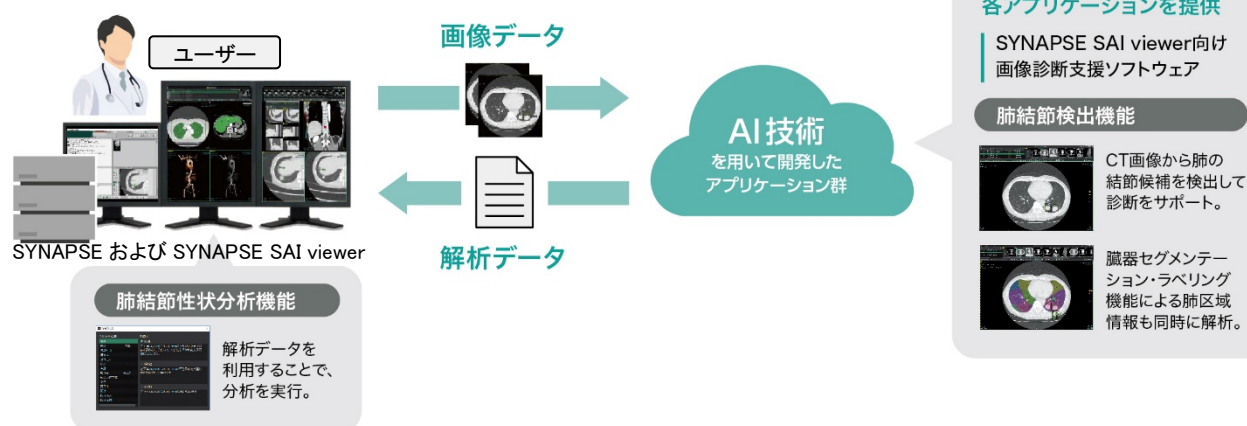 ユーザー
SYNAPSE および SYNAPSE SAI viewer
肺結節性状分析機能
解析データを
利用することで、
分析を実行。
画像データ
解析データ
AI技術
を用いて開発した
アプリケーション群
各アプリケーションを提供
SYNAPSE SAI viewer向け
画像診断支援ソフトウェア
肺結節検出機能
CT画像から肺の
結節候補を検出して
診断をサポート。
臓器セグメンテー
ション・ラベリング
機能による肺区域
情報も同時に解析。